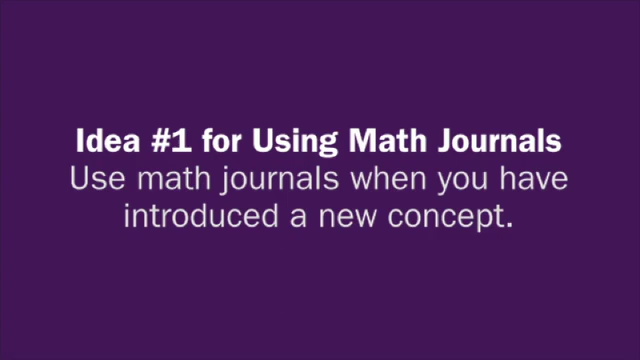 Idea #1 for Using Math Journals
Use math journals when you have
introduced a new concept.